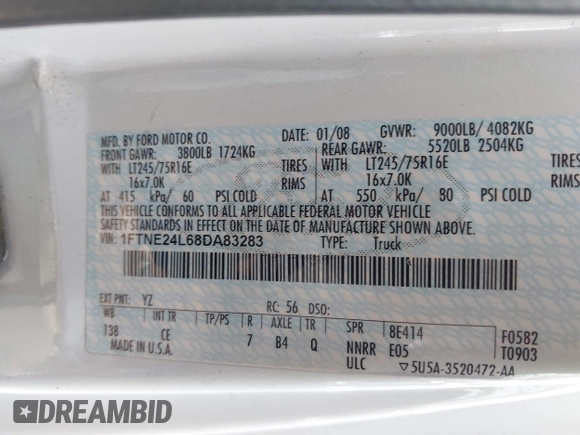 MFD. BY FORD MOTOR CO. DATE: 01/08 GVWR: 9000LB/ 4082KG
FRONT GAWR: 3800LB 1724KG REAR GAWR: 5520LB 2504KG
WITH LT245/75R16E TIRES WITH LT245/75R16E TIRES
16x7.0K RIMS 16x7.0K RIMS
AT 415 kPa/ 60 PSI COLD AT 550 kPa/ 80 PSI COLD
THIS VEHICLE CONFORMS TO ALL APPLICABLE FEDERAL MOTOR VEHICLE
SAFETY STANDARDS IN EFFECT ON THE DATE OF MANUFACTURE SHOWN ABOVE.
VIN: 1FTNE24L68DA83283 TYPE: Truck
EXT PNT: YZ RC: 56 DSO:
WB INT TR TP/PS R AXLE TR SPR 8E414 F0582
138 CE 7 B4 Q NNRR E05 T0903
MADE IN U.S.A. ULC ▽5U5A-3520472-AA
DREAMBID